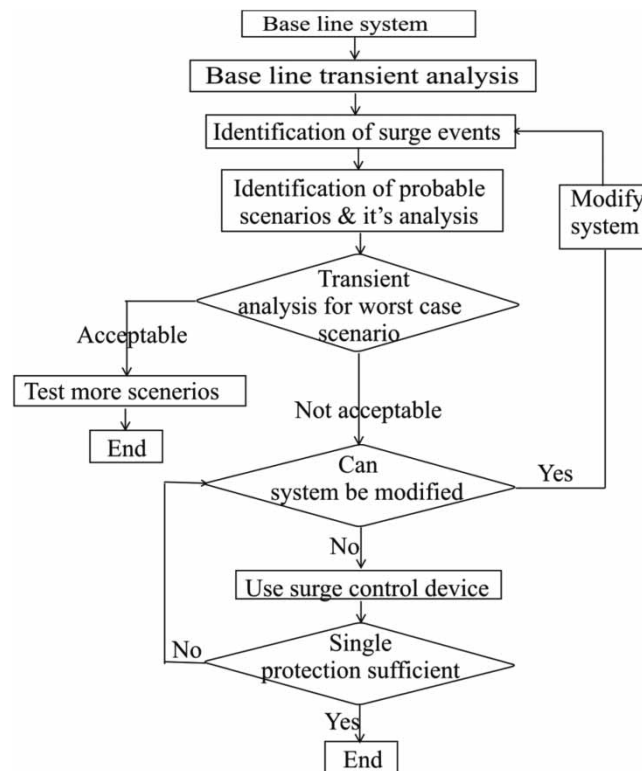 Base line system
Base line transient analysis
Identification of surge events
Identification of probable
scenarios & it's analysis
Modify
system
Transient
analysis for worst case
scenario
Acceptable
Test more scenerios
End
Not acceptable
Can
system be modified
Yes
No
Use surge control device
Single
protection sufficient
No
Yes
End